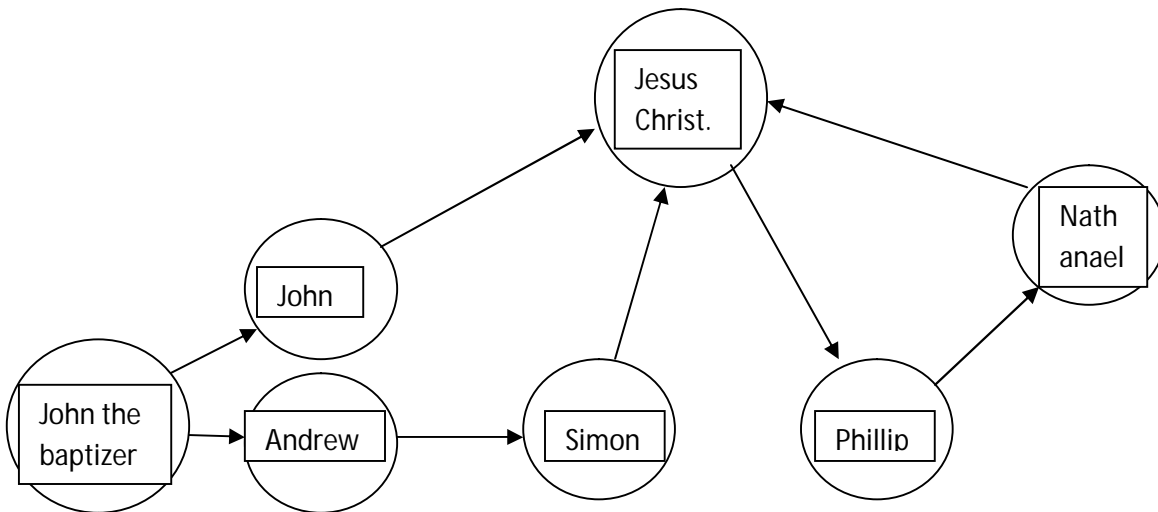 Jesus
Christ.
Nath
anael
John
John the
baptizer
Andrew
Simon
Phillip